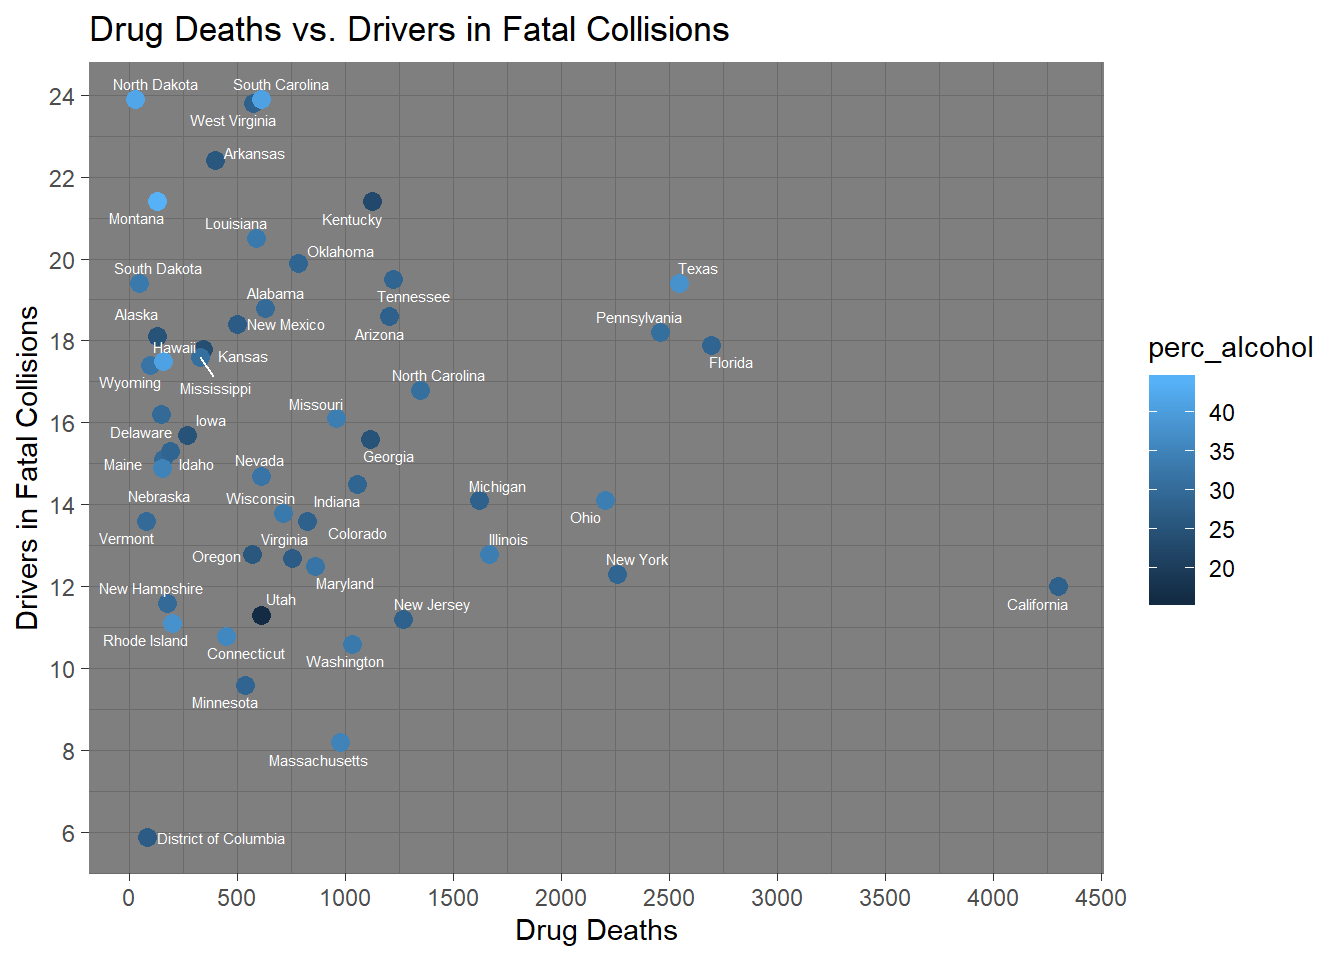 Drug Deaths vs. Drivers in Fatal Collisions
North Dakota
South Carolina
24
West Virginia
Arkansas
22
Montana
Louisiana
Kentucky
Oklahoma
20
South Dakota
Texas
Alabama
Tennessee
Alaska
New Mexico
Arizona
Pennsylvania
18
Hawaii
Kansas
Florida
Wyoming
Mississippi
North Carolina
Missouri
16
Iowa
Delaware
Georgia
Maine
Idaho
Nevada
Nebraska
Wisconsin
Indiana
Michigan
14
Ohio
Vermont
Virginia
Colorado
Illinois
Oregon
New York
12
New Hampshire
Maryland
Utah
New Jersey
California
Rhode Island
Connecticut
Washington
10
Minnesota
8
Massachusetts
6
District of Columbia
0 500 1000 1500 2000 2500 3000 3500 4000 4500
Drug Deaths
Drivers in Fatal Collisions
perc_alcohol
40
35
30
25
20